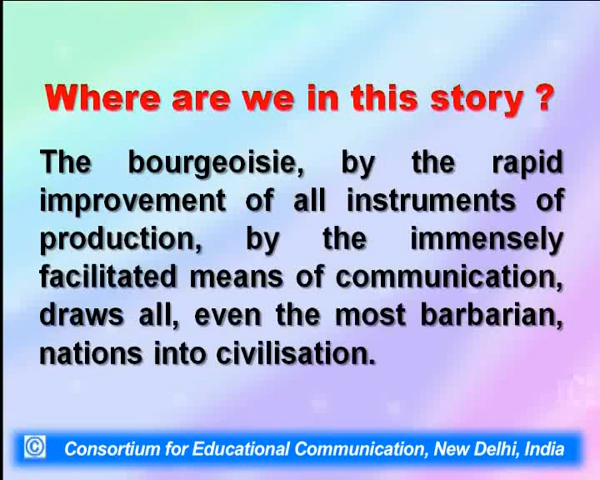 Where are we in this story ?
The bourgeoisie, by the rapid
improvement of all instruments of
production, by the immensely
facilitated means of communication,
draws all, even the most barbarian,
nations into civilisation.
© Consortium for Educational Communication, New Delhi, India